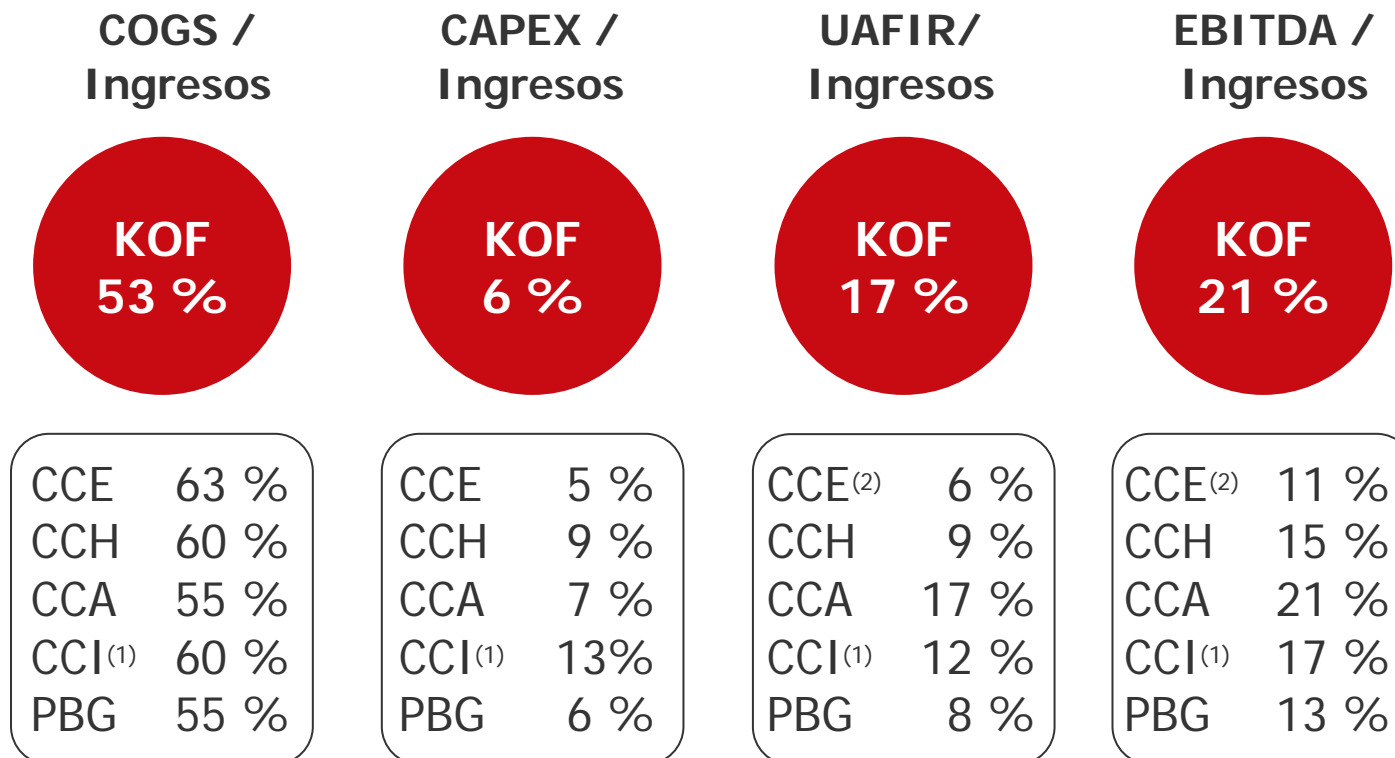 COGS /
Ingresos
KOF
53 %
CCE 63 %
CCH 60 %
CCA 55 %
CCI(1) 60 %
PBG 55 %
CAPEX /
Ingresos
KOF
6 %
CCE 5 %
CCH 9 %
CCA 7 %
CCI(1) 13%
PBG 6 %
UAFIR/
Ingresos
KOF
17 %
CCE(2) 6 %
CCH 9 %
CCA 17 %
CCI(1) 12 %
PBG 8 %
EBITDA /
Ingresos
KOF
21 %
CCE(2) 11 %
CCH 15 %
CCA 21 %
CCI(1) 17 %
PBG 13 %